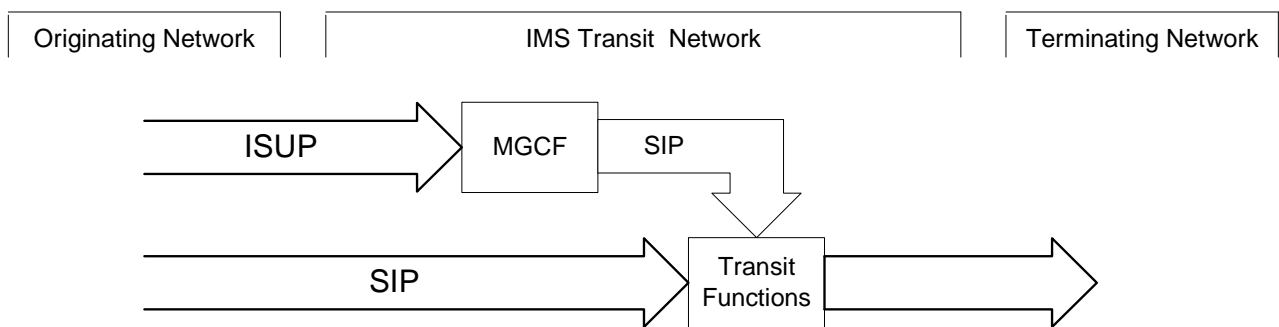 Originating Network
IMS Transit Network
Terminating Network
ISUP
MGCF
SIP
SIP
Transit
Functions